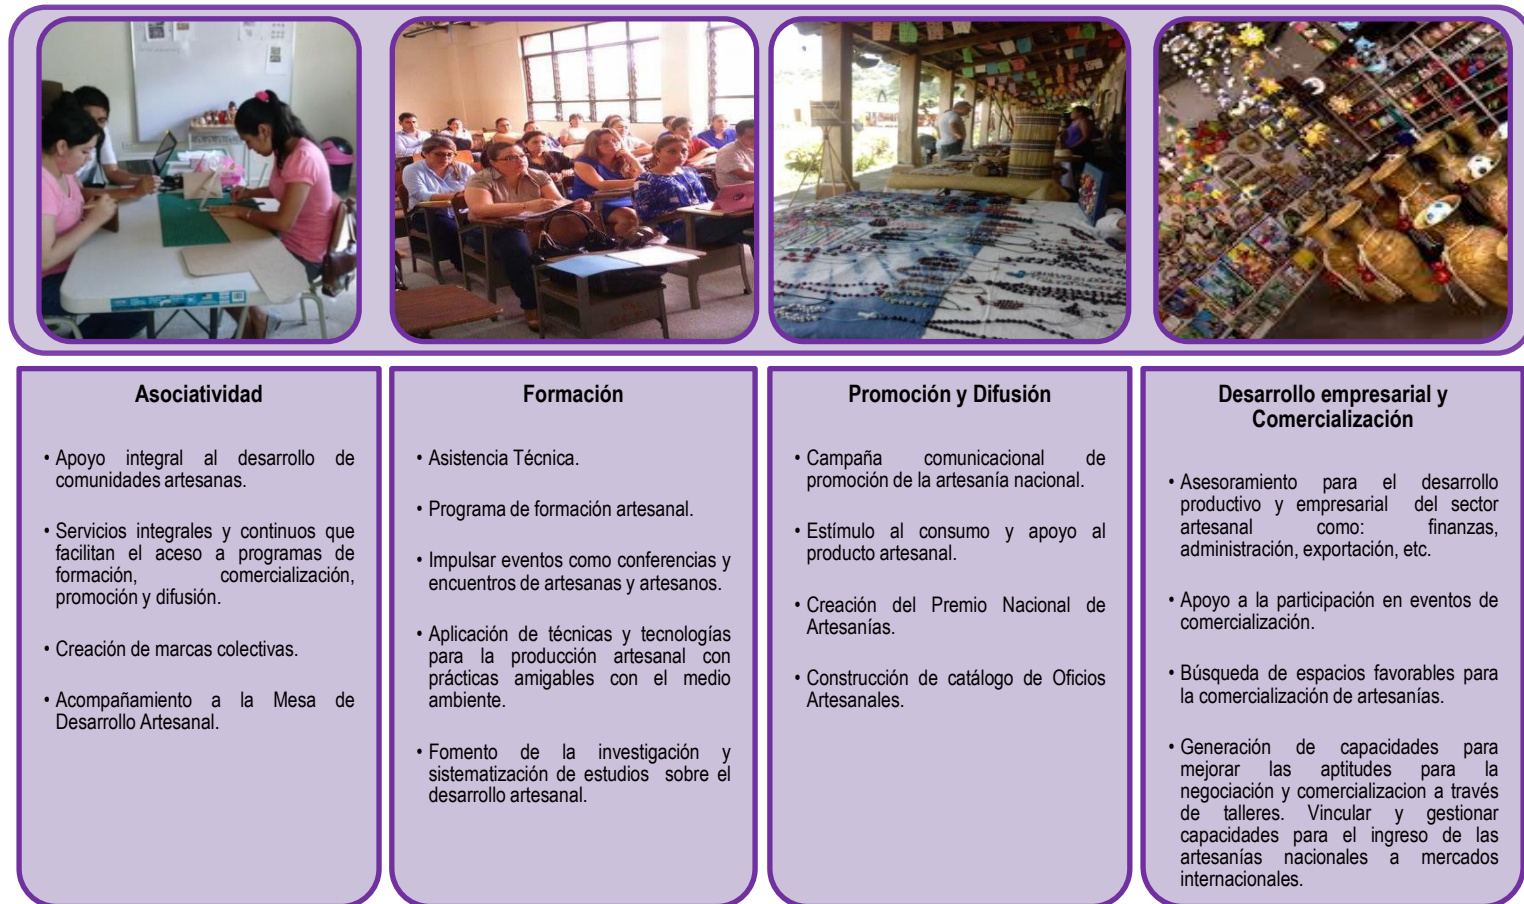 Asociatividad
• Apoyo integral al desarrollo de
comunidades artesanas.
• Servicios integrales y continuos que
facilitan el aceso a programas de
formación, comercialización,
promoción y difusión.
• Creación de marcas colectivas.
• Acompañamiento a la Mesa de
Desarrollo Artesanal.
Formación
• Asistencia Técnica.
• Programa de formación artesanal.
• Impulsar eventos como conferencias y
encuentros de artesanas y artesanos.
• Aplicación de técnicas y tecnologías
para la producción artesanal con
prácticas amigables con el medio
ambiente.
• Fomento de la investigación y
sistematización de estudios sobre el
desarrollo artesanal.
Promoción y Difusión
• Campaña comunicacional de
promoción de la artesanía nacional.
• Estímulo al consumo y apoyo al
producto artesanal.
• Creación del Premio Nacional de
Artesanías.
• Construcción de catálogo de Oficios
Artesanales.
Desarrollo empresarial y
Comercialización
• Asesoramiento para el desarrollo
productivo y empresarial del sector
artesanal como: finanzas,
administración, exportación, etc.
• Apoyo a la participación en eventos de
comercialización.
• Búsqueda de espacios favorables para
la comercialización de artesanías.
• Generación de capacidades para
mejorar las aptitudes para la
negociación y comercializacion a través
de talleres. Vincular y gestionar
capacidades para el ingreso de las
artesanías nacionales a mercados
internacionales.